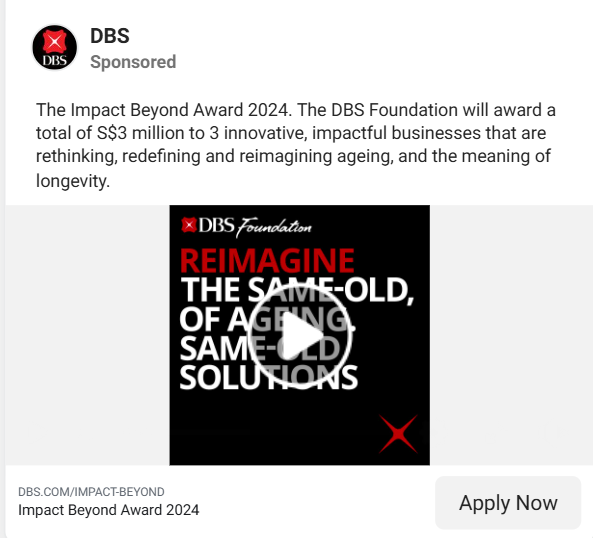 DBS
DBS
Sponsored
The Impact Beyond Award 2024. The DBS Foundation will award a
total of S$3 million to 3 innovative, impactful businesses that are
rethinking, redefining and reimagining ageing, and the meaning of
longevity.
DBS Foundation
REIMAGINE
THE SAME-OLD,
OF AGEING.
SAME-OLD
SOLUTIONS
DBS.COM/IMPACT-BEYOND
Impact Beyond Award 2024
Apply Now